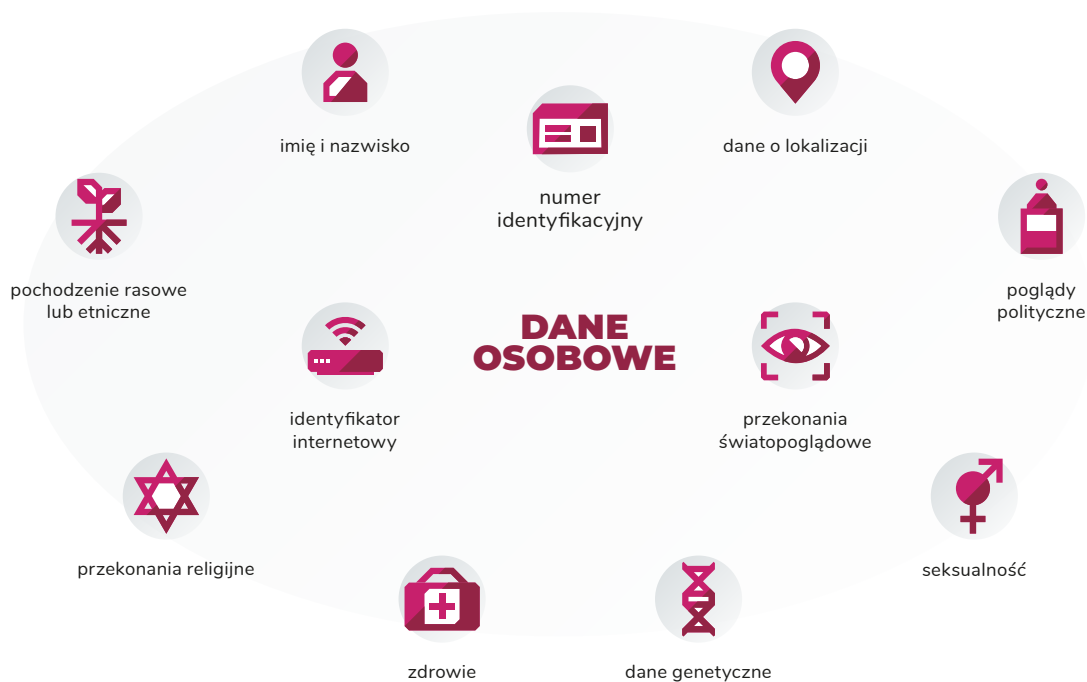 imię i nazwisko
dane o lokalizacji
numer
identyfikacyjny
pochodzenie rasowe
lub etniczne
poglądy
polityczne
DANE
OSOBOWE
identyfikator
internetowy
przekonania
światopoglądowe
przekonania religijne
seksualność
zdrowie
dane genetyczne